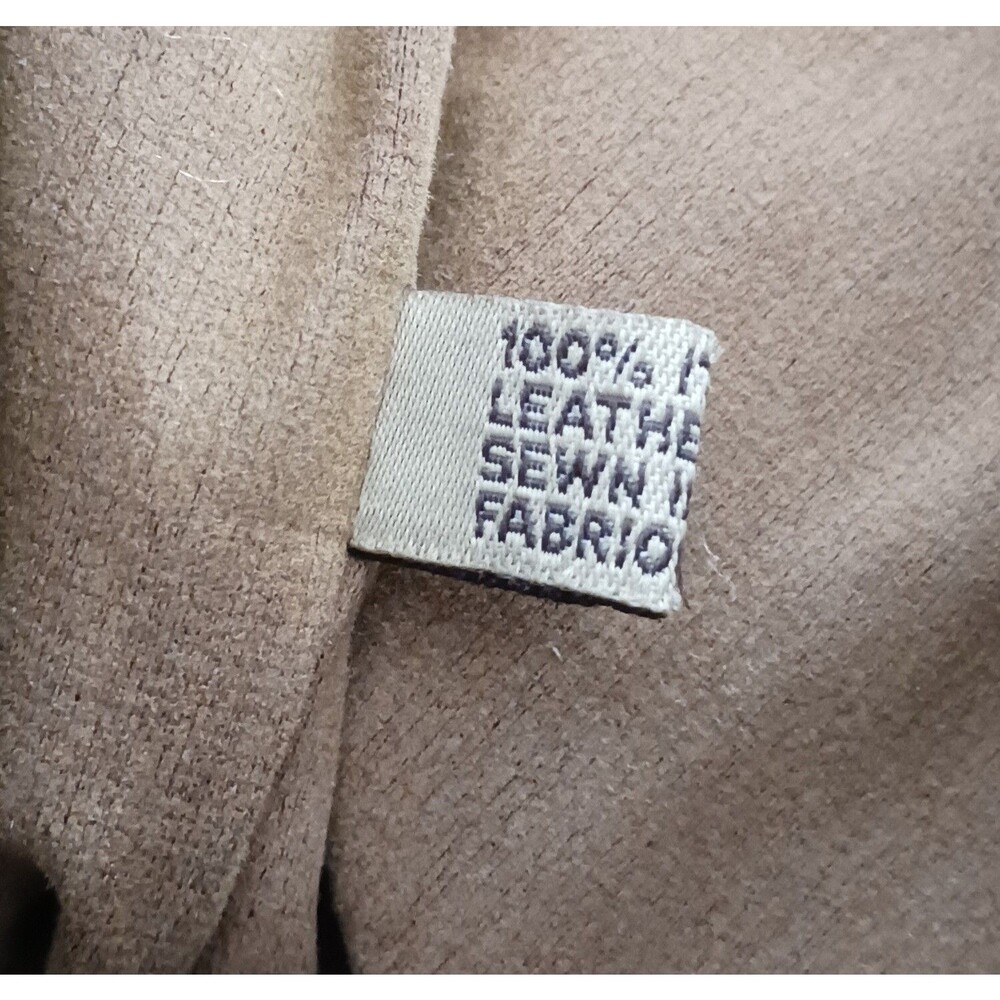 100%
LEATHE
SEWN
FABRIC